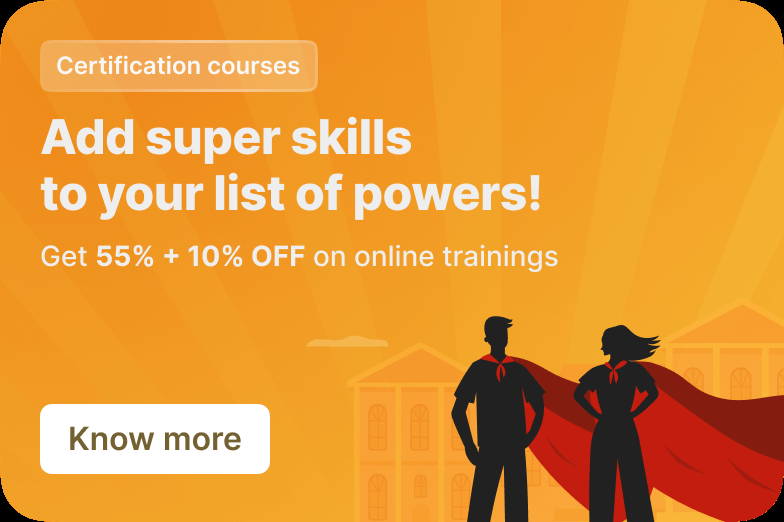 Certification courses
Add super skills
to your list of powers!
Get 55% + 10% OFF on online trainings
Know more